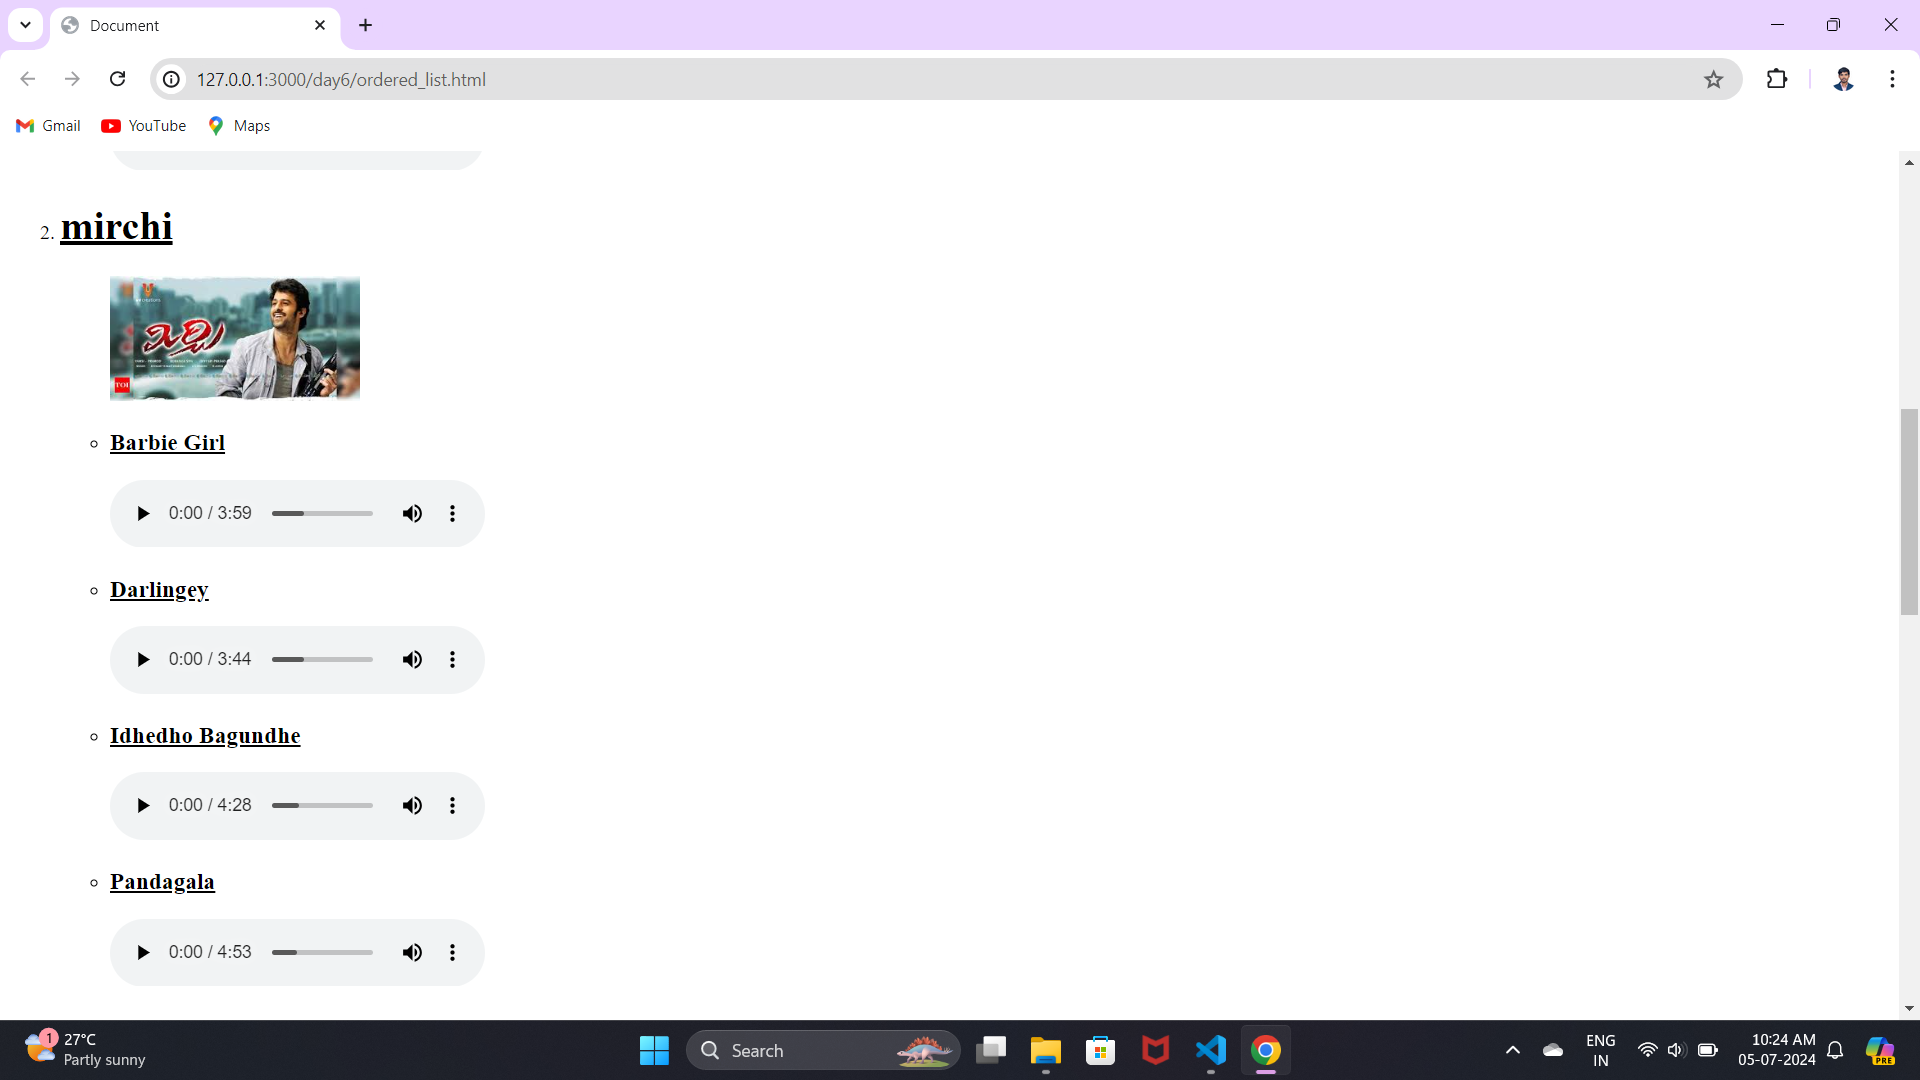 Document
127.0.0.1:3000/day6/ordered_list.html
Gmail YouTube Maps
2. mirchi
మిర్చి
TOI
Barbie Girl
0:00 / 3:59
Darlingey
0:00 / 3:44
Idhedho Bagundhe
0:00 / 4:28
Pandagala
0:00 / 4:53
1 27°C
Partly sunny
Search
ENG
IN
10:24 AM
05-07-2024
PRE